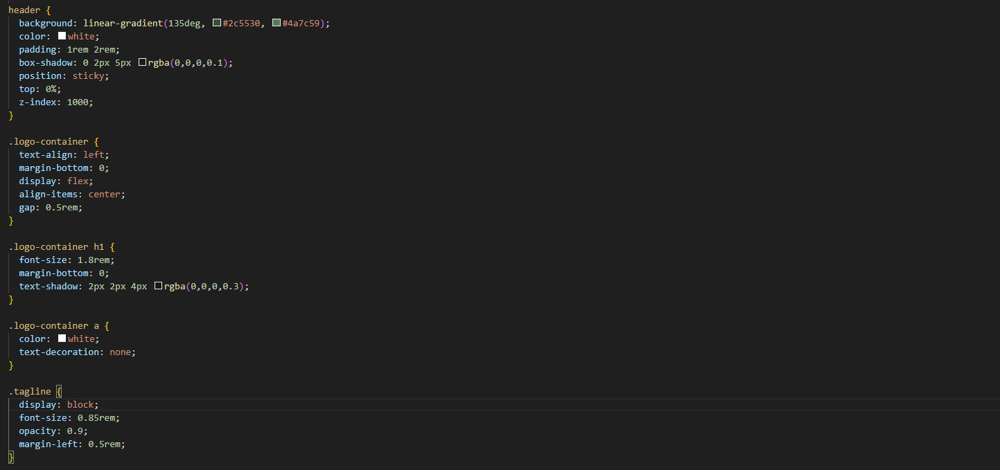 header {
  background: linear-gradient(135deg, #2c5530, #4a7c59);
  color: white;
  padding: 1rem 2rem;
  box-shadow: 0 2px 5px rgba(0,0,0,0.1);
  position: sticky;
  top: 0%;
  z-index: 1000;
}

.logo-container {
  text-align: left;
  margin-bottom: 0;
  display: flex;
  align-items: center;
  gap: 0.5rem;
}

.logo-container h1 {
  font-size: 1.8rem;
  margin-bottom: 0;
  text-shadow: 2px 2px 4px rgba(0,0,0,0.3);
}

.logo-container a {
  color: white;
  text-decoration: none;
}

.tagline {
  display: block;
  font-size: 0.85rem;
  opacity: 0.9;
  margin-left: 0.5rem;
}